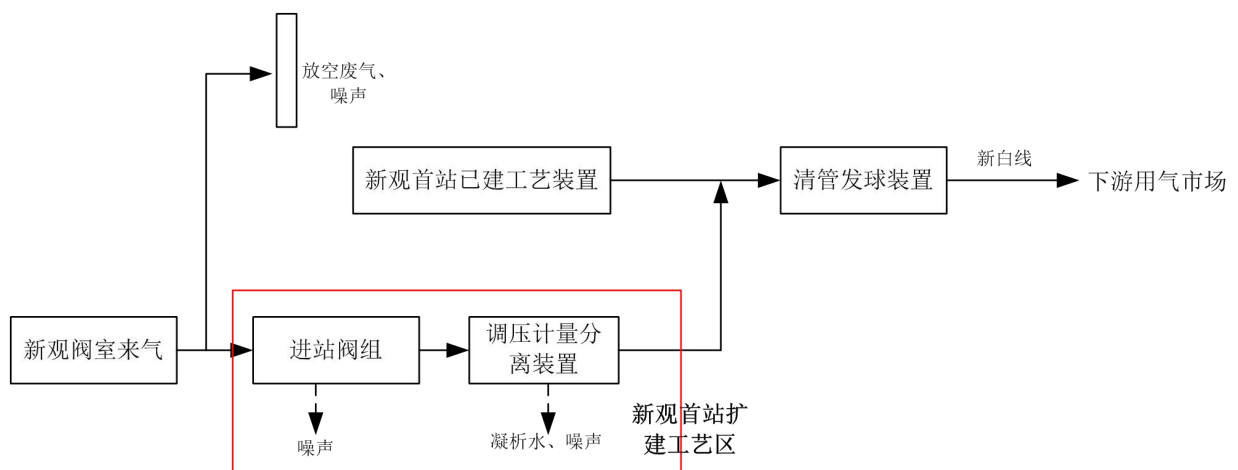 放空废气、
噪声
新观首站已建工艺装置
清管发球装置
新白线
下游用气市场
新观阀室来气
进站阀组
调压计量分
离装置
新观首站扩
建工艺区
噪声
凝析水、噪声